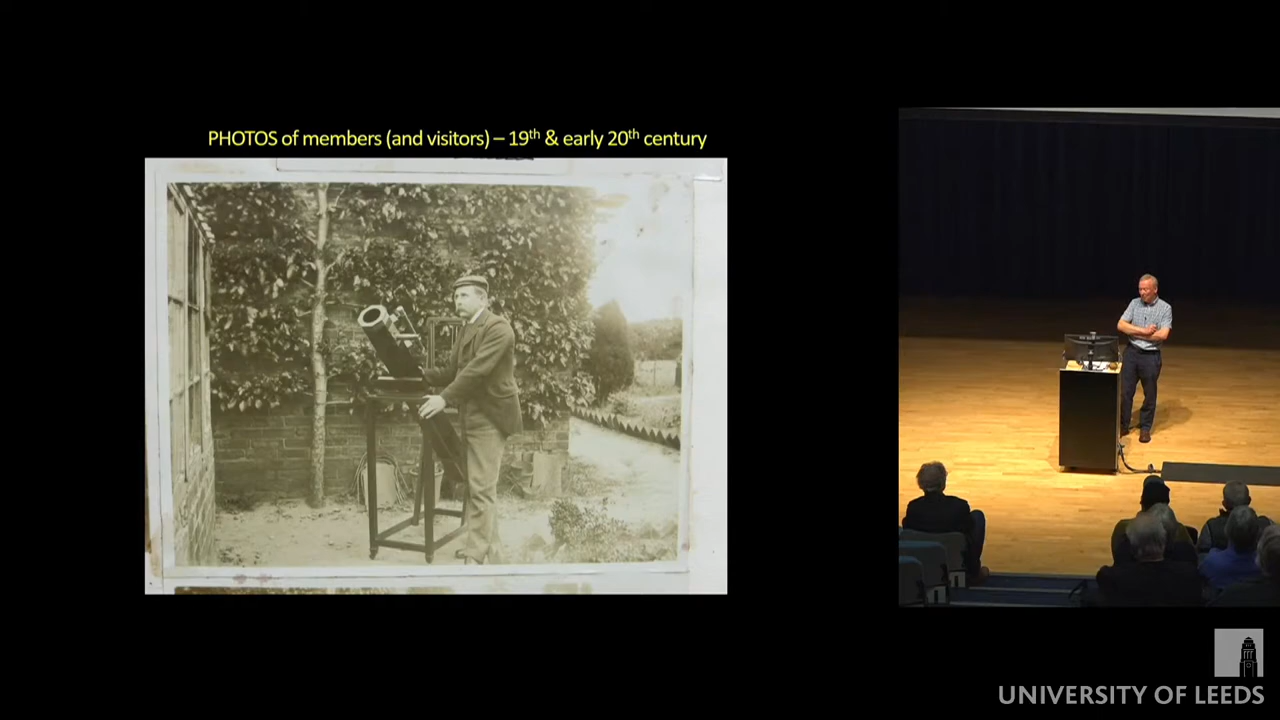 PHOTOS of members (and visitors) – 19th & early 20th century
UNIVERSITY OF LEEDS